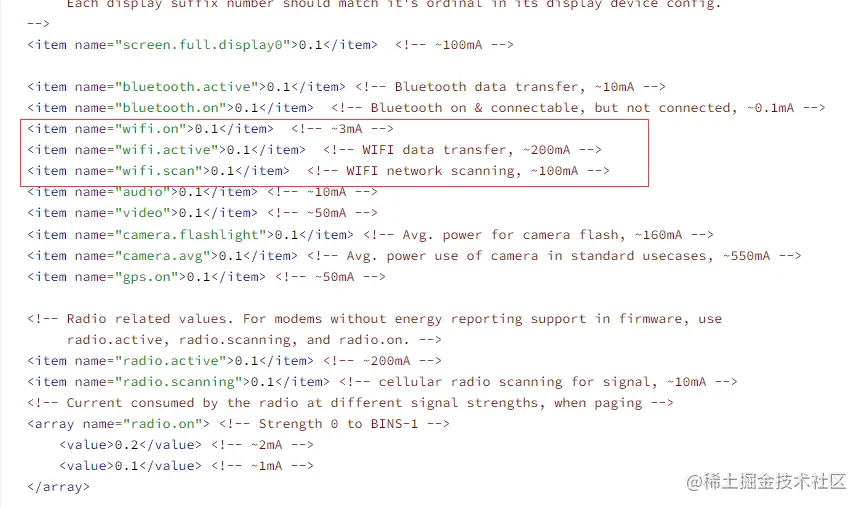 Each display suffix number should match it's ordinal in its display device config.
-->
<item name="screen.full.display0">0.1</item>  <!-- ~100mA -->
<item name="bluetooth.active">0.1</item> <!-- Bluetooth data transfer, ~10mA -->
<item name="bluetooth.on">0.1</item>  <!-- Bluetooth on & connectable, but not connected, ~0.1mA -->
<item name="wifi.on">0.1</item>  <!-- ~3mA -->
<item name="wifi.active">0.1</item>  <!-- WIFI data transfer, ~200mA -->
<item name="wifi.scan">0.1</item>  <!-- WIFI network scanning, ~100mA -->
<item name="audio">0.1</item> <!-- ~10mA -->
<item name="video">0.1</item> <!-- ~50mA -->
<item name="camera.flashlight">0.1</item> <!-- Avg. power for camera flash, ~160mA -->
<item name="camera.avg">0.1</item> <!-- Avg. power use of camera in standard usecases, ~550mA -->
<item name="gps.on">0.1</item> <!-- ~50mA -->
<!-- Radio related values. For modems without energy reporting support in firmware, use
radio.active, radio.scanning, and radio.on. -->
<item name="radio.active">0.1</item> <!-- ~200mA -->
<item name="radio.scanning">0.1</item> <!-- cellular radio scanning for signal, ~10mA -->
<!-- Current consumed by the radio at different signal strengths, when paging -->
<array name="radio.on"> <!-- Strength 0 to BINS-1 -->
<value>0.2</value> <!-- ~2mA -->
<value>0.1</value> <!-- ~1mA -->
</array>
@稀土掘金技术社区